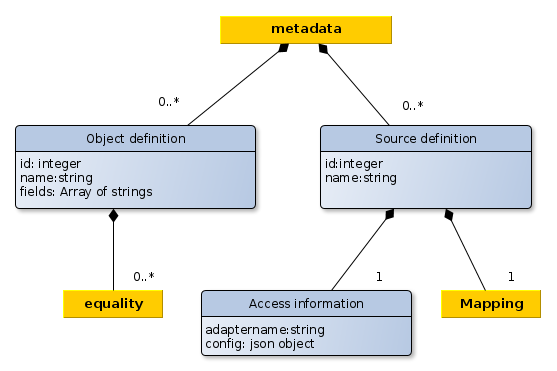 metadata
0..*
0..*
Object definition
id: integer
name:string
fields: Array of strings
Source definition
id:integer
name:string
0..*
1
1
equality
Access information
adaptername:string
config: json object
Mapping